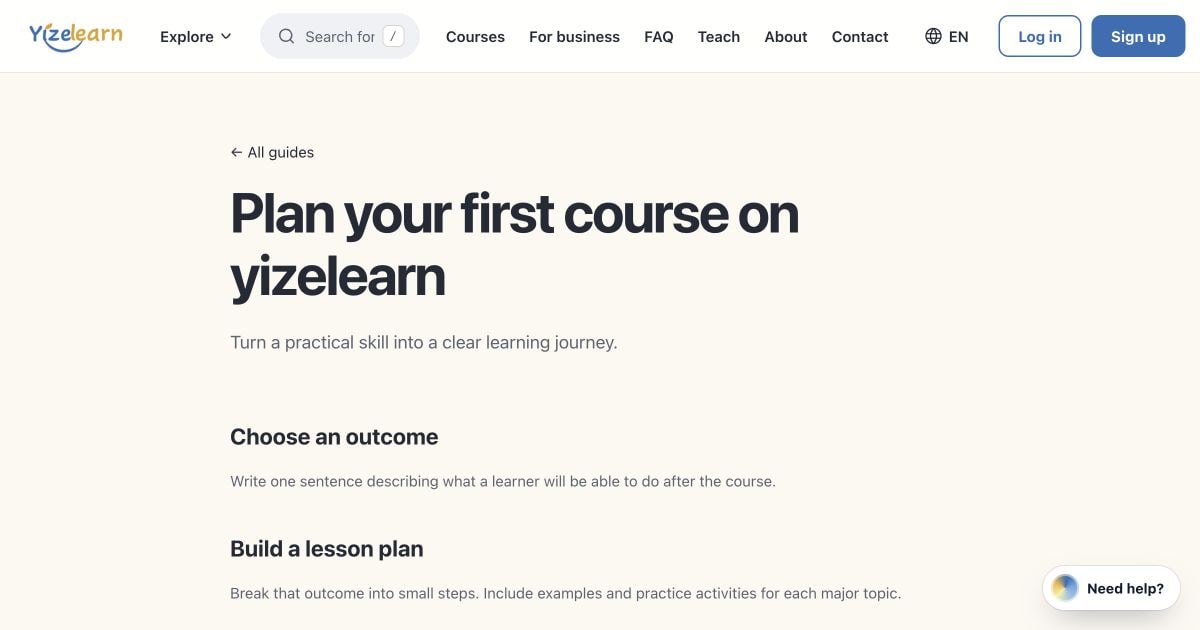 Yizelearn
Explore
Search for /
Courses
For business
FAQ
Teach
About
Contact
EN
Log in
Sign up
← All guides
Plan your first course on
yizelearn
Turn a practical skill into a clear learning journey.
Choose an outcome
Write one sentence describing what a learner will be able to do after the course.
Build a lesson plan
Break that outcome into small steps. Include examples and practice activities for each major topic.
Need help?